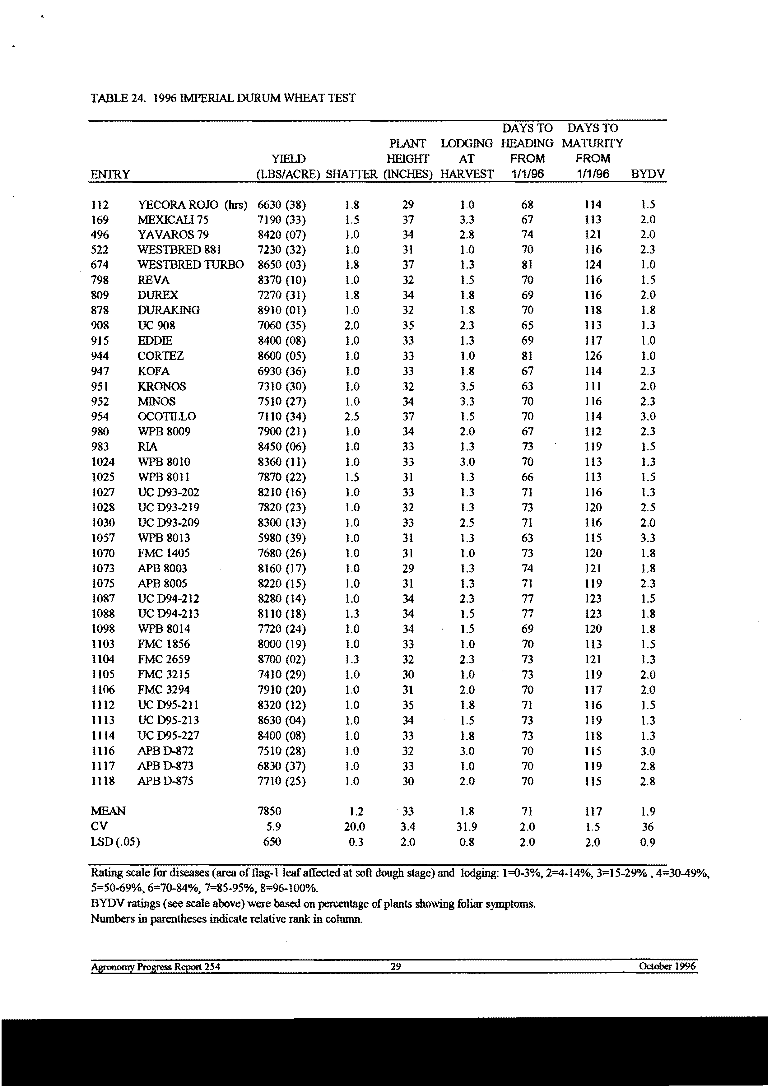 TABLE 24. 1996 IMPERIAL DURUM WHEAT TEST
DAYS TO DAYS TO
PLANT LODGING HEADING MATURITY
YIELD HEIGHT AT FROM FROM
ENTRY (LBS/ACRE) SHATTER (INCHES) HARVEST 1/1/96 1/1/96 BYDV
112 YECORA ROJO (hrs) 6630 (38) 1.8 29 1.0 68 114 1.5
169 MEXICALI 75 7190 (33) 1.5 37 3.3 67 113 2.0
496 YAVAROS 79 8420 (07) 1.0 34 2.8 74 121 2.0
522 WESTBRED 881 7230 (32) 1.0 31 1.0 70 116 2.3
674 WESTBRED TURBO 8650 (03) 1.8 37 1.3 81 124 1.0
798 REVA 8370 (10) 1.0 32 1.5 70 116 1.5
809 DUREX 7270 (31) 1.8 34 1.8 69 116 2.0
878 DURAKING 8910 (01) 1.0 32 1.8 70 118 1.8
908 UC 908 7060 (35) 2.0 35 2.3 65 113 1.3
915 EDDIE 8400 (08) 1.0 33 1.3 69 117 1.0
944 CORTEZ 8600 (05) 1.0 33 1.0 81 126 1.0
947 KOFA 6930 (36) 1.0 33 1.8 67 114 2.3
951 KRONOS 7310 (30) 1.0 32 3.5 63 111 2.0
952 MINOS 7510 (27) 1.0 34 3.3 70 116 2.3
954 OCOTILLO 7110 (34) 2.5 37 1.5 70 114 3.0
980 WPB 8009 7900 (21) 1.0 34 2.0 67 112 2.3
983 RIA 8450 (06) 1.0 33 1.3 73 119 1.5
1024 WPB 8010 8360 (11) 1.0 33 3.0 70 113 1.3
1025 WPB 8011 7870 (22) 1.5 31 1.3 66 113 1.5
1027 UC D93-202 8210 (16) 1.0 33 1.3 71 116 1.3
1028 UC D93-219 7820 (23) 1.0 32 1.3 73 120 2.5
1030 UC D93-209 8300 (13) 1.0 33 2.5 71 116 2.0
1057 WPB 8013 5980 (39) 1.0 31 1.3 63 115 3.3
1070 FMC 1405 7680 (26) 1.0 31 1.0 73 120 1.8
1073 APB 8003 8160 (17) 1.0 29 1.3 74 121 1.8
1075 APB 8005 8220 (15) 1.0 31 1.3 71 119 2.3
1087 UC D94-212 8280 (14) 1.0 34 2.3 77 123 1.5
1088 UC D94-213 8110 (18) 1.3 34 1.5 77 123 1.8
1098 WPB 8014 7720 (24) 1.0 34 1.5 69 120 1.8
1103 FMC 1856 8000 (19) 1.0 33 1.0 70 113 1.5
1104 FMC 2659 8700 (02) 1.3 32 2.3 73 121 1.3
1105 FMC 3215 7410 (29) 1.0 30 1.0 73 119 2.0
1106 FMC 3294 7910 (20) 1.0 31 2.0 70 117 2.0
1112 UC D95-211 8320 (12) 1.0 35 1.8 71 116 1.5
1113 UC D95-213 8630 (04) 1.0 34 1.5 73 119 1.3
1114 UC D95-227 8400 (08) 1.0 33 1.8 73 118 1.3
1116 APB D-872 7510 (28) 1.0 32 3.0 70 115 3.0
1117 APB D-873 6830 (37) 1.0 33 1.0 70 119 2.8
1118 APB D-875 7710 (25) 1.0 30 2.0 70 115 2.8
MEAN 7850 1.2 33 1.8 71 117 1.9
CV 5.9 20.0 3.4 31.9 2.0 1.5 36
LSD (.05) 650 0.3 2.0 0.8 2.0 2.0 0.9
Rating scale for diseases (area of flag-1 leaf affected at soft dough stage) and lodging: 1=0-3%, 2=4-14%, 3=15-29% , 4=30-49%,
5=50-69%, 6=70-84%, 7=85-95%, 8=96-100%.
BYDV ratings (see scale above) were based on percentage of plants showing foliar symptoms.
Numbers in parentheses indicate relative rank in column.
Agronomy Progress Report 254 29 October 1996